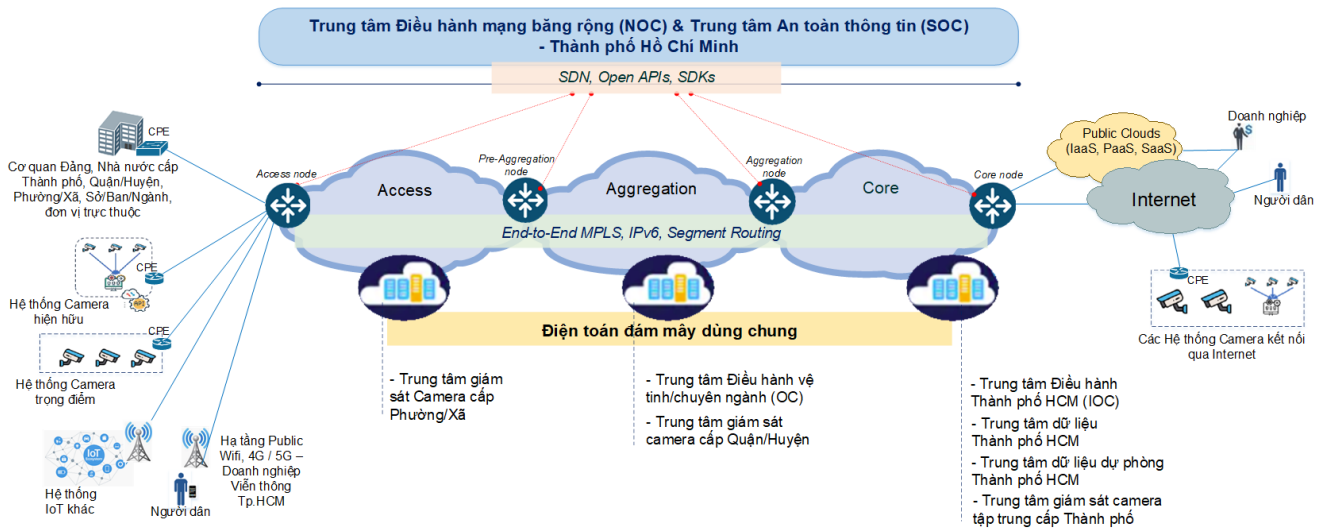 Trung tâm Điều hành mạng băng rộng (NOC) & Trung tâm An toàn thông tin (SOC)
- Thành phố Hồ Chí Minh
SDN, Open APIs, SDKs
CPE
Cơ quan Đảng, Nhà nước cấp
Thành phố, Quận/Huyện,
Phường/Xã, Sở/Ban/Ngành,
đơn vị trực thuộc
Access node
Access
Pre-Aggregation
node
Aggregation
Aggregation
node
Core
Core node
End-to-End MPLS, IPv6, Segment Routing
Public Clouds
(IaaS, PaaS, SaaS)
Internet
Doanh nghiệp
Người dân
CPE
API
Hệ thống Camera
hiện hữu
CPE
Hệ thống Camera
trọng điểm
IoT
Hệ thống
IoT khác
Hạ tầng Public
Wifi, 4G / 5G –
Doanh nghiệp
Viễn thông
Tp.HCM
Người dân
Điện toán đám mây dùng chung
- Trung tâm giám
sát Camera cấp
Phường/Xã
- Trung tâm Điều hành vệ
tinh/chuyên ngành (OC)
- Trung tâm giám sát
camera cấp Quận/Huyện
- Trung tâm Điều hành
Thành phố HCM (IOC)
- Trung tâm dữ liệu
Thành phố HCM
- Trung tâm dữ liệu dự phòng
Thành phố HCM
- Trung tâm giám sát camera
tập trung cấp Thành phố
CPE
Các Hệ thống Camera kết nối
qua Internet